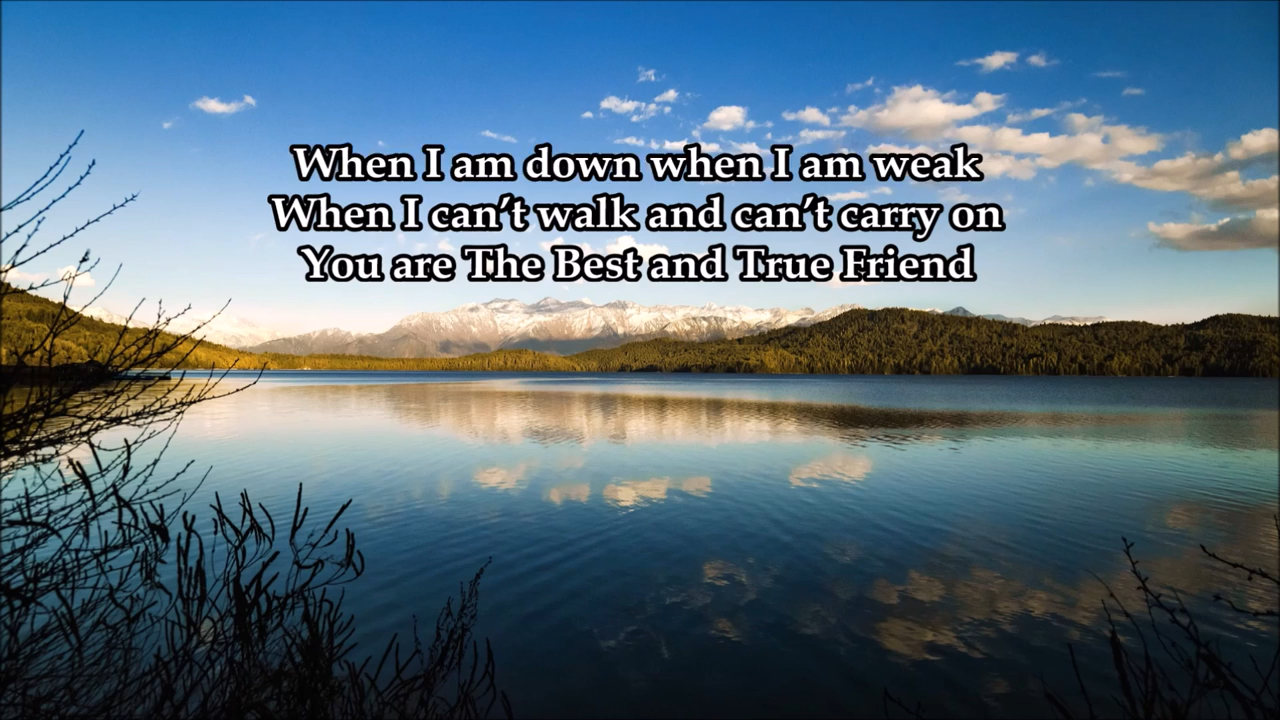 When I am down when I am weak
When I can’t walk and can’t carry on
You are The Best and True Friend